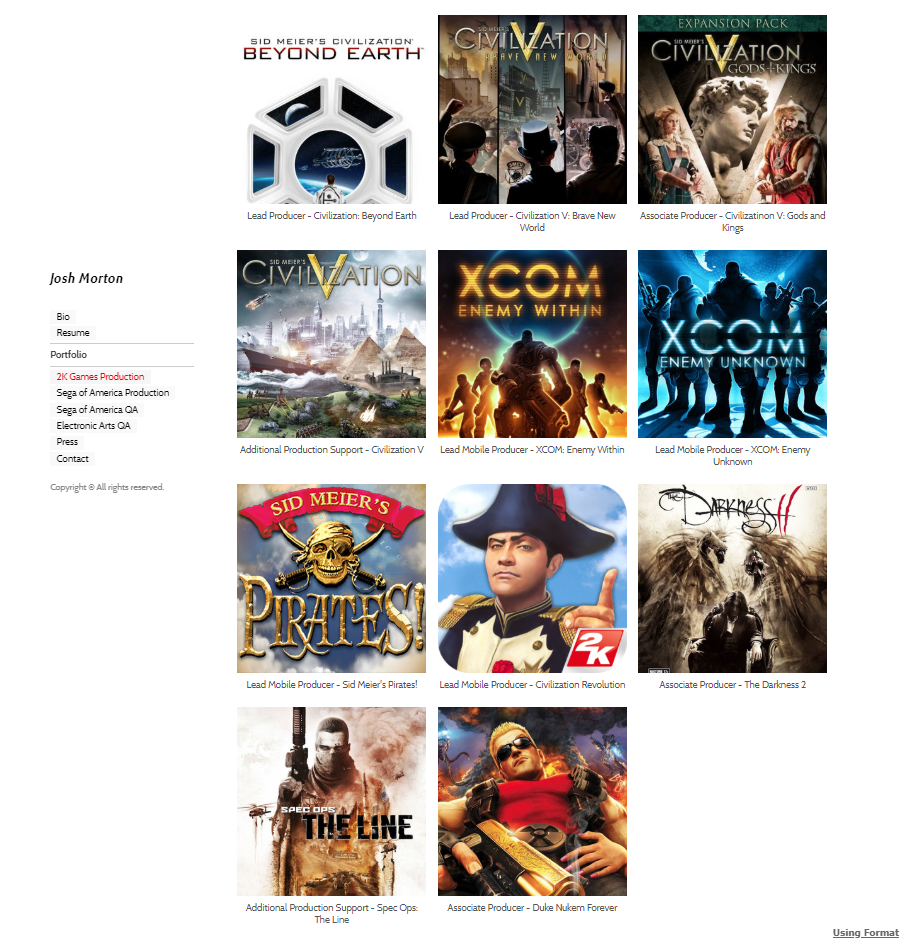 Josh Morton
Bio
Resume
Portfolio
2K Games Production
Sega of America Production
Sega of America QA
Electronic Arts QA
Press
Contact
Copyright © All rights reserved.
SID MEIER'S CIVILIZATION
BEYOND EARTH
Lead Producer - Civilization: Beyond Earth
SID MEIER'S
CIVILIZATION
V
BRAVE NEW WORLD
Lead Producer - Civilization V: Brave New
World
EXPANSION PACK
SID MEIER'S
CIVILIZATION
V
GODS & KINGS
Associate Producer - Civilizatinon V: Gods and
Kings
SID MEIER'S
CIVILIZATION
V
Additional Production Support - Civilization V
XCOM
ENEMY WITHIN
Lead Mobile Producer - XCOM: Enemy Within
XCOM
ENEMY UNKNOWN
Lead Mobile Producer - XCOM: Enemy
Unknown
SID MEIER'S
PIRATES!
Lead Mobile Producer - Sid Meier's Pirates!
2K
Lead Mobile Producer - Civilization Revolution
THE
DARKNESS II
Associate Producer - The Darkness 2
SPEC OPS
THE LINE
Additional Production Support - Spec Ops:
The Line
Associate Producer - Duke Nukem Forever
Using Format